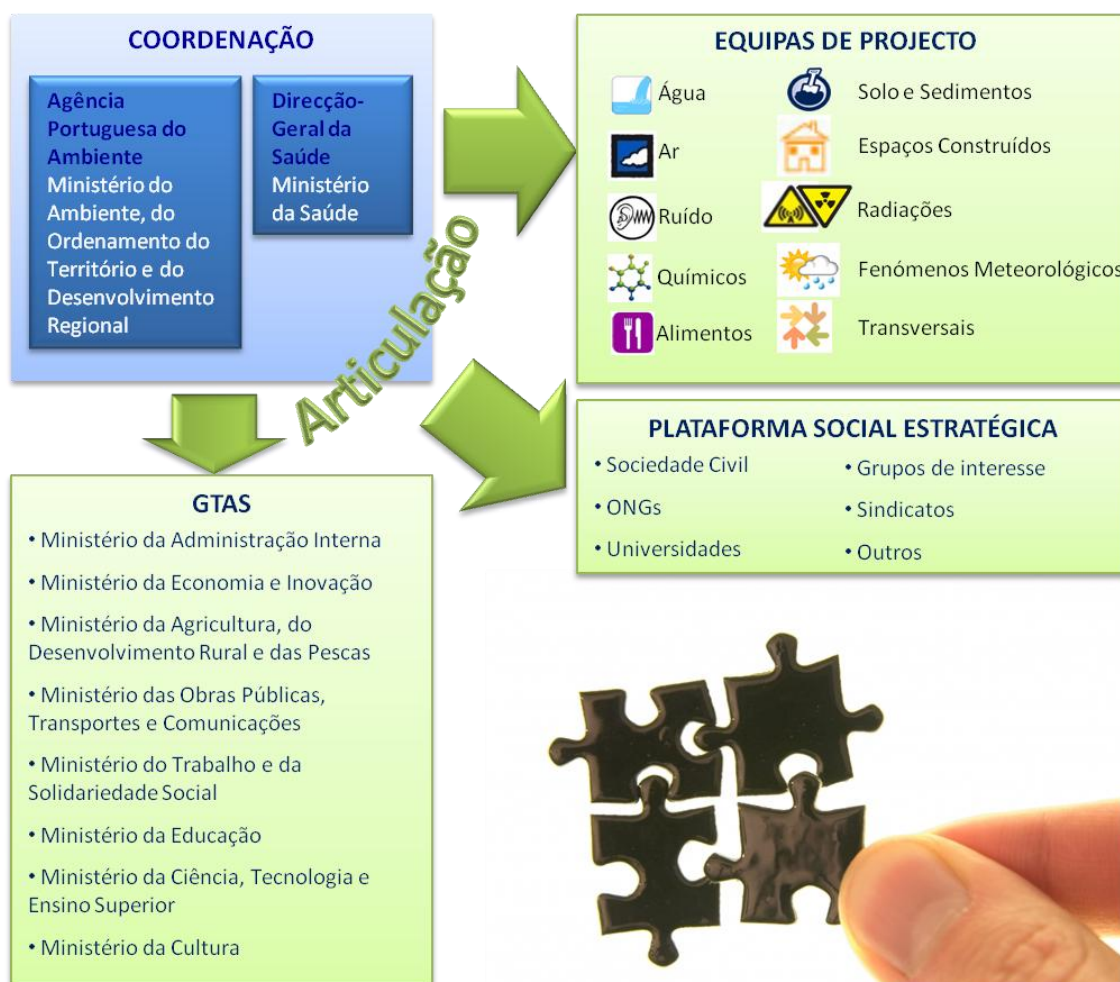 COORDENAÇÃO
Agência
Portuguesa do
Ambiente
Ministério do
Ambiente, do
Ordenamento do
Território e do
Desenvolvimento
Regional
Direcção-
Geral da
Saúde
Ministério
da Saúde
Articulação
EQUIPAS DE PROJECTO
Água
Ar
Ruído
Químicos
Alimentos
Solo e Sedimentos
Espaços Construídos
Radiações
Fenómenos Meteorológicos
Transversais
PLATAFORMA SOCIAL ESTRATÉGICA
• Sociedade Civil
• ONGs
• Universidades
• Grupos de interesse
• Sindicatos
• Outros
GTAS
• Ministério da Administração Interna
• Ministério da Economia e Inovação
• Ministério da Agricultura, do
Desenvolvimento Rural e das Pescas
• Ministério das Obras Públicas,
Transportes e Comunicações
• Ministério do Trabalho e da
Solidariedade Social
• Ministério da Educação
• Ministério da Ciência, Tecnologia e
Ensino Superior
• Ministério da Cultura